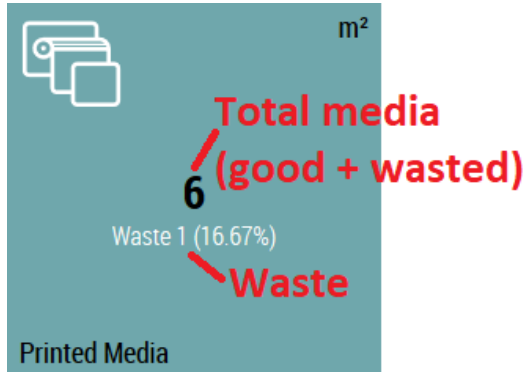 m²
Total media
(good + wasted)
6
Waste 1 (16.67%)
Waste
Printed Media